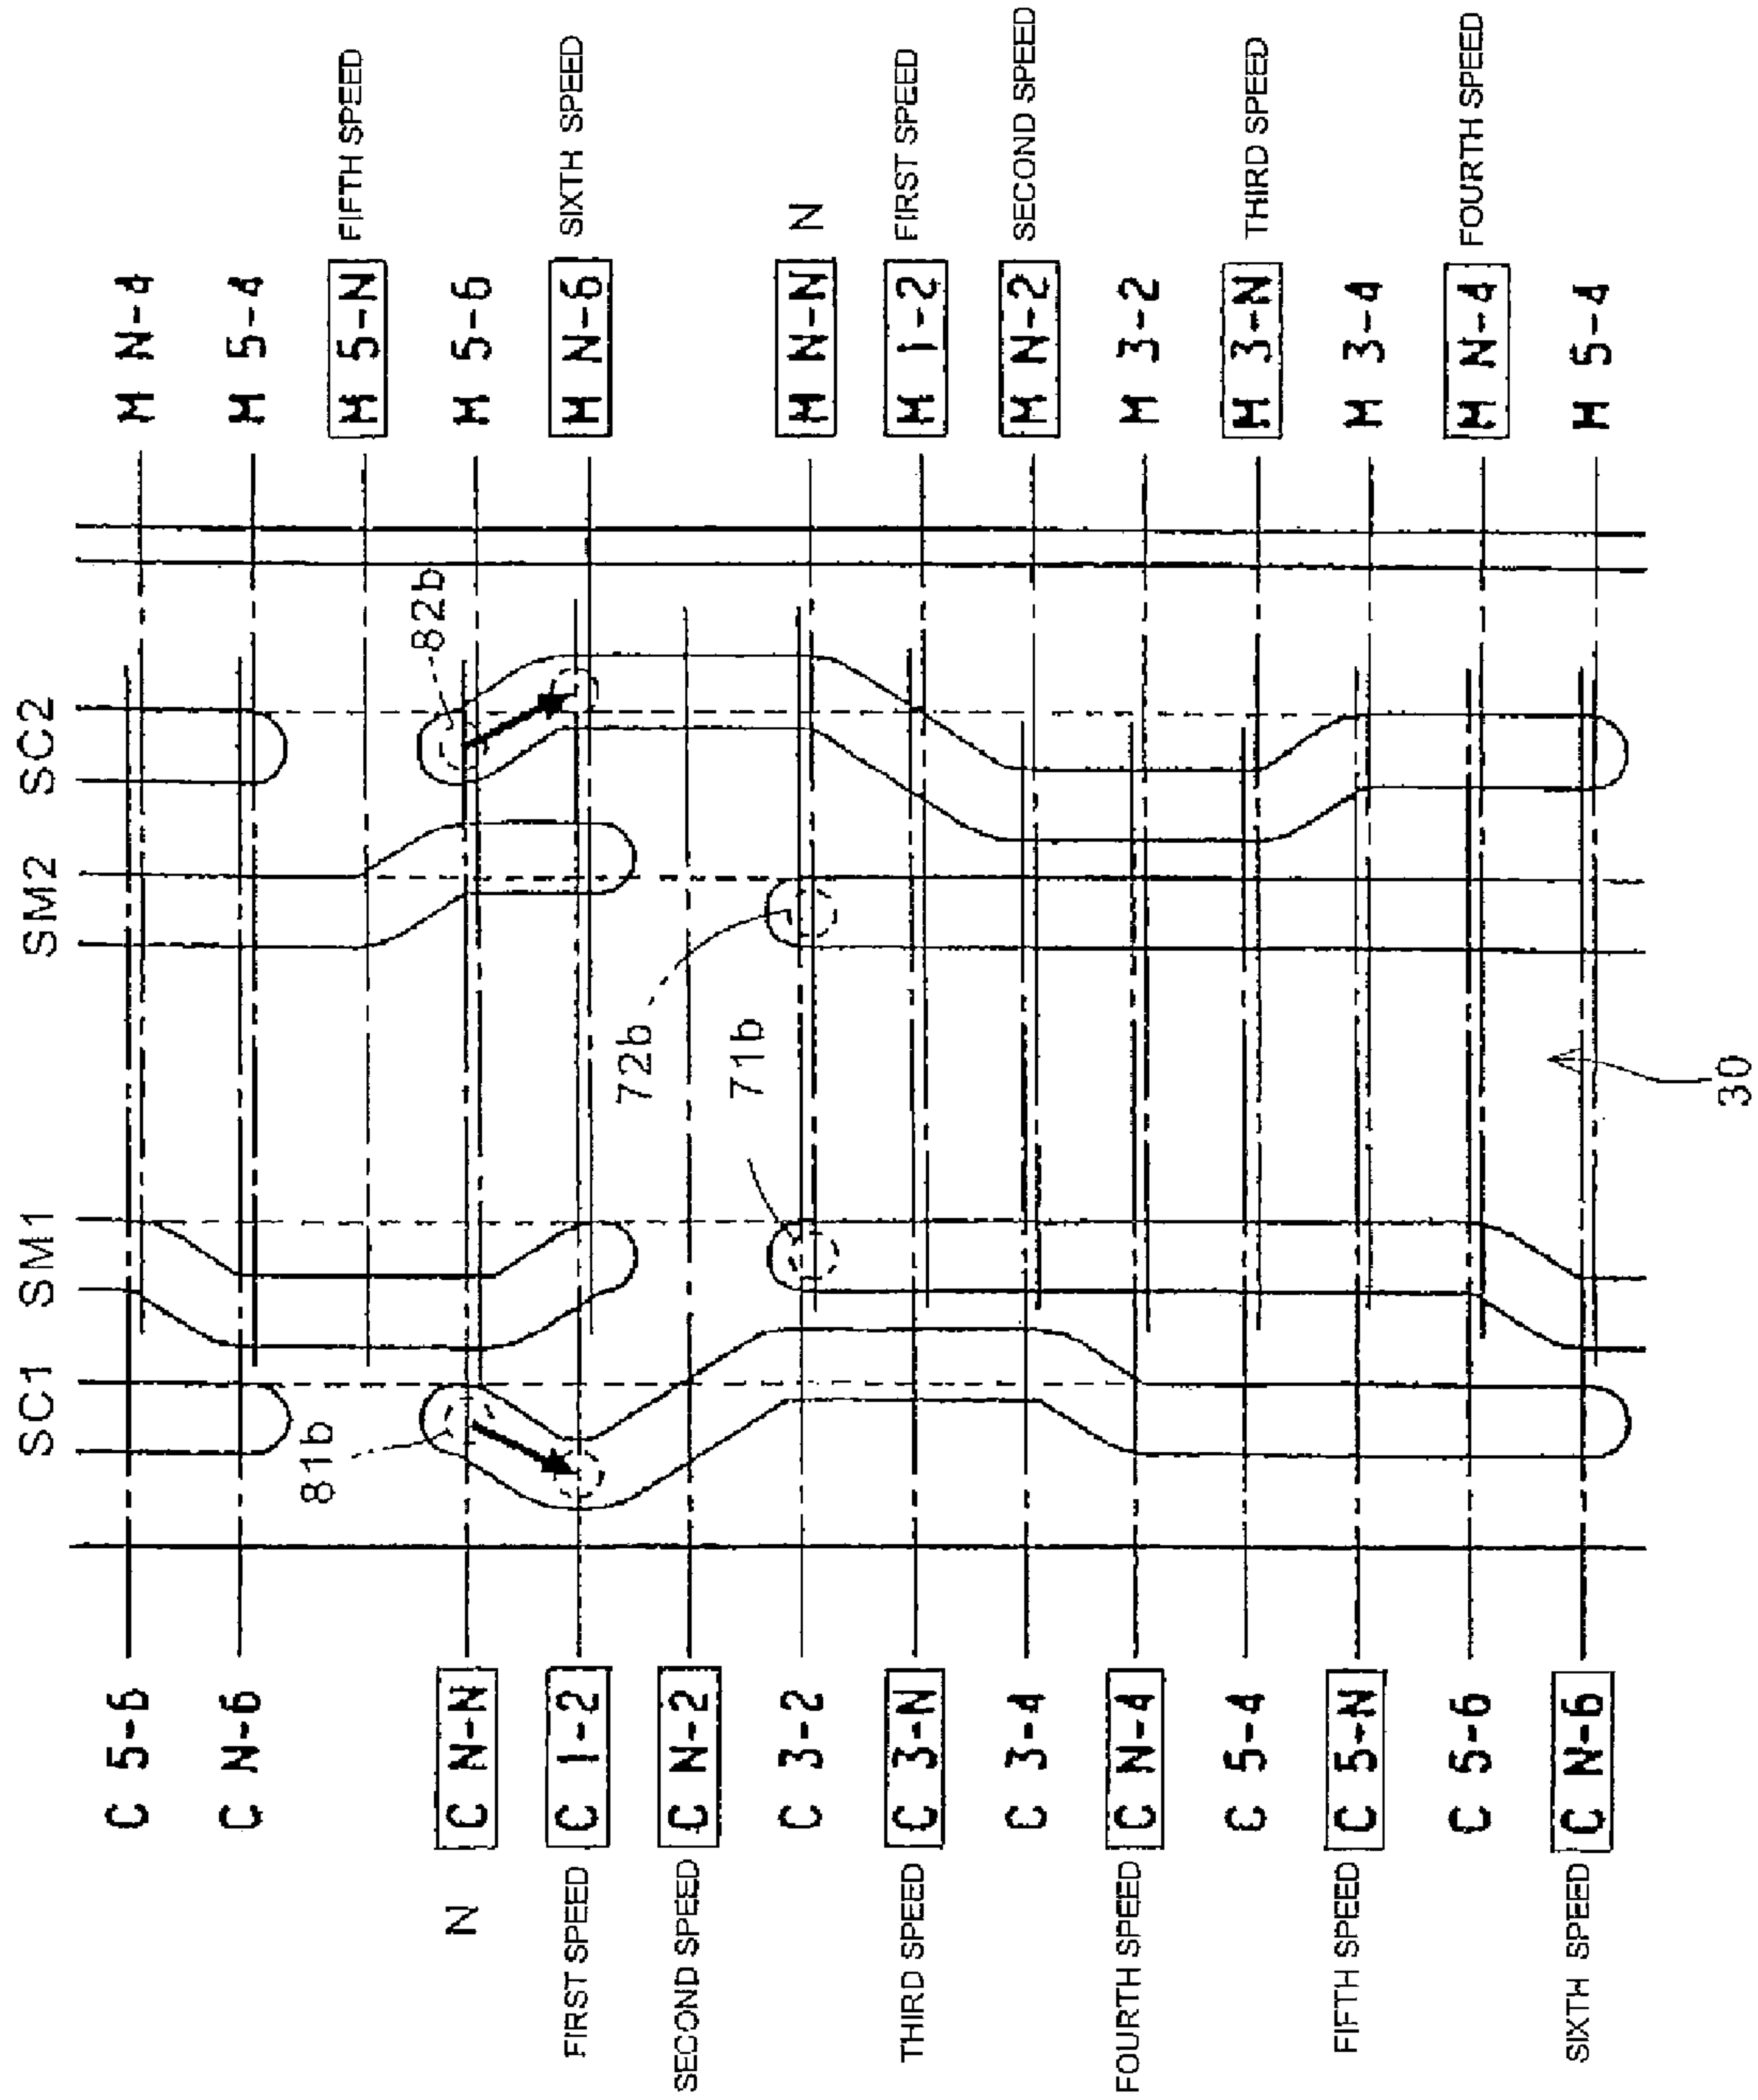 SC1 SM1 SM2 SC2
C 5-6 M N-4
C N-6 M 5-4
81b
M 5-N FIFTH SPEED
82b
N C N-N M 5-6
FIRST SPEED C 1-2 M N-6 SIXTH SPEED
72b
SECOND SPEED C N-2
71b
C 3-2 M N-N N
THIRD SPEED C 3-N M 1-2 FIRST SPEED
C 3-4 M N-2 SECOND SPEED
FOURTH SPEED C N-4 M 3-2
C 5-4 M 3-N THIRD SPEED
FIFTH SPEED C 5-N M 3-4
C 5-6 M N-4 FOURTH SPEED
SIXTH SPEED C N-6 M 5-4
30